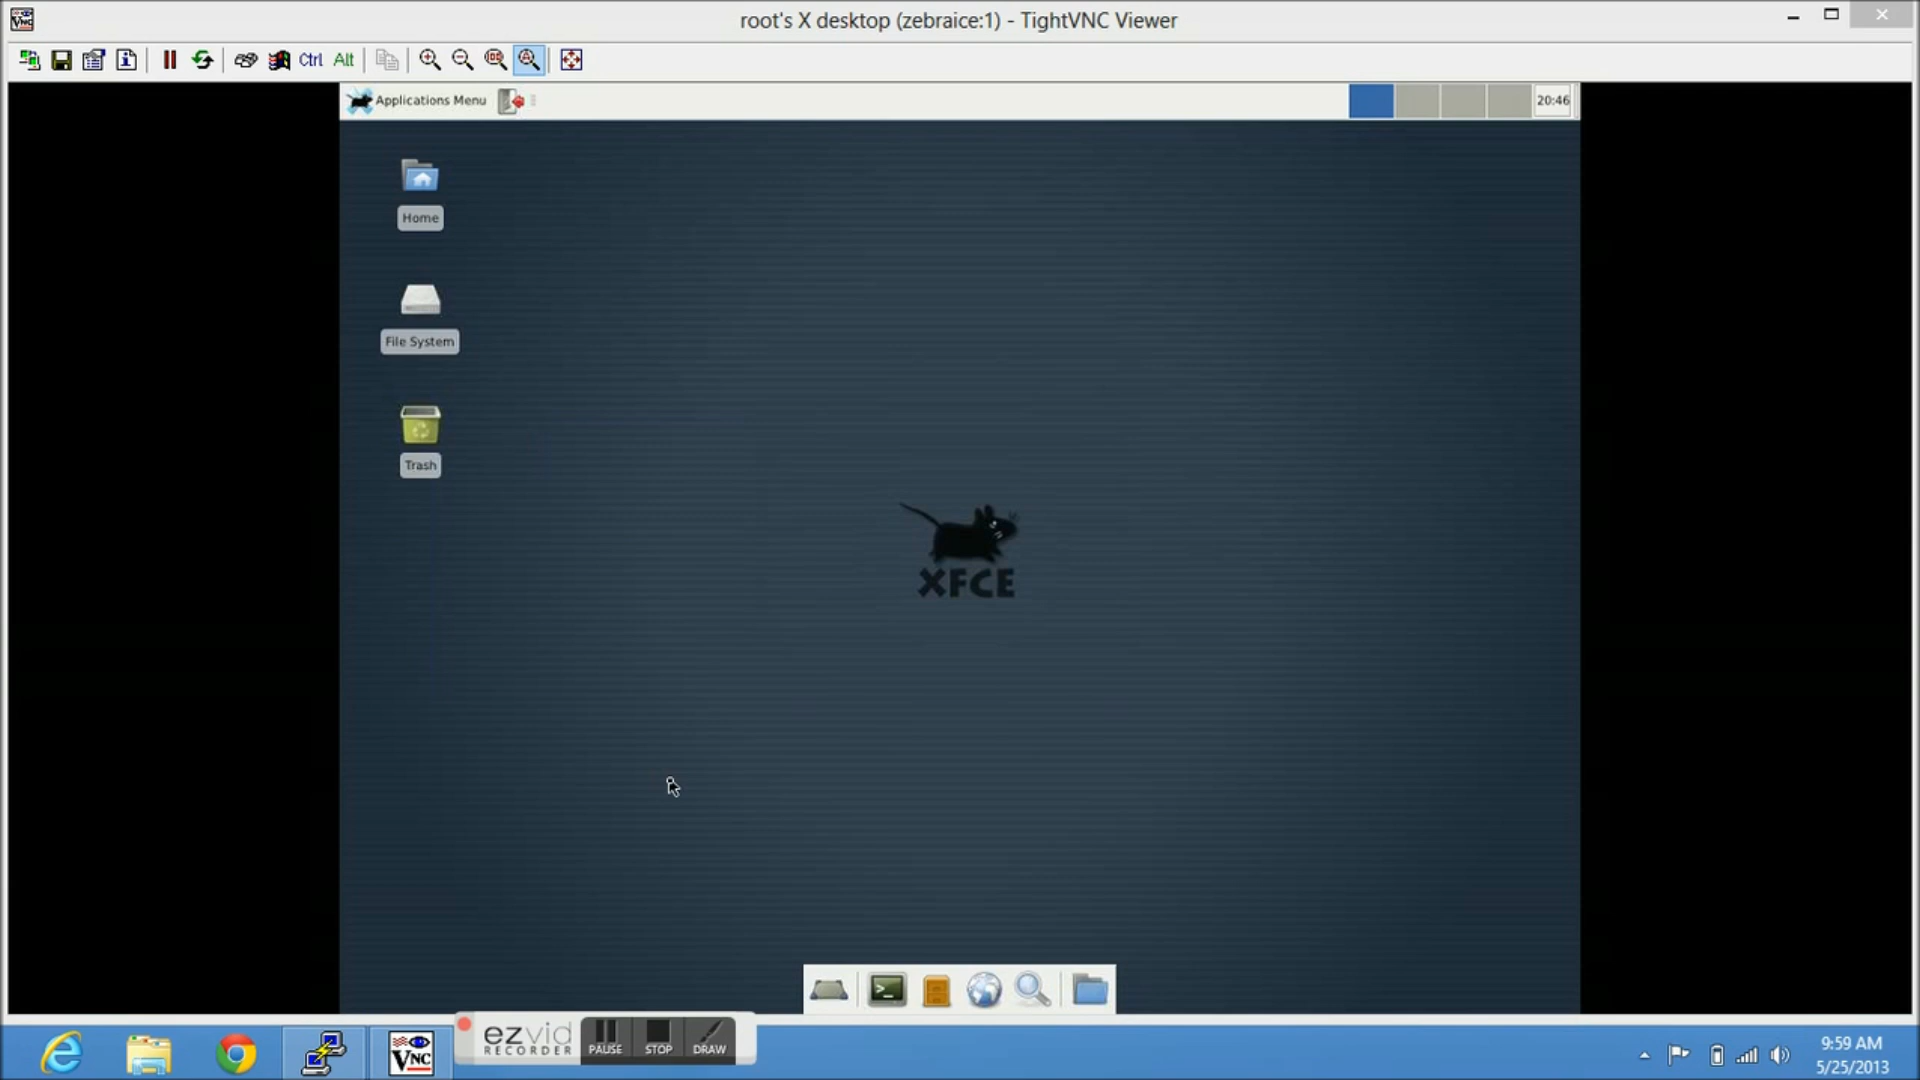 root's X desktop (zebraice:1) - TightVNC Viewer
Ctrl Alt
Applications Menu
20:46
Home
File System
Trash
XFCE
ezvid
RECORDER
PAUSE
STOP
DRAW
VNC
9:59 AM
5/25/2013